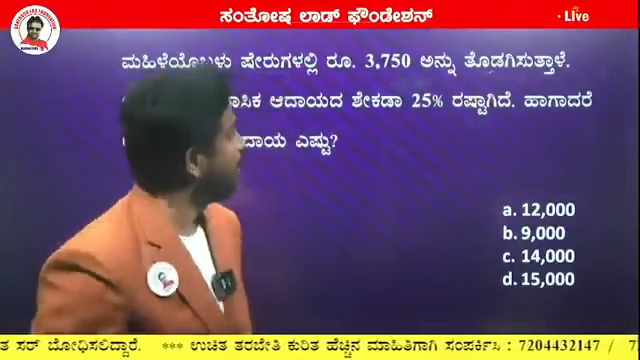 ಸಂತೋಷ ಲಾಡ್ ಫೌಂಡೇಶನ್
Live
ಮಹಿಳೆಯೊಬ್ಬಳು ಷೇರುಗಳಲ್ಲಿ ರೂ. 3,750 ಅನ್ನು ತೊಡಗಿಸುತ್ತಾಳೆ.
ಆದಾಯದ ಶೇಕಡಾ 25% ರಷ್ಟಾಗಿದೆ. ಹಾಗಾದರೆ
ಎಷ್ಟು?
a. 12,000
b. 9,000
c. 14,000
d. 15,000
ತ ಸರ್ ಬೋಧಿಸಲಿದ್ದಾರೆ. *** ಉಚಿತ ತರಬೇತಿ ಕುರಿತ ಹೆಚ್ಚಿನ ಮಾಹಿತಿಗಾಗಿ ಸಂಪರ್ಕಿಸಿ : 7204432147 / 7